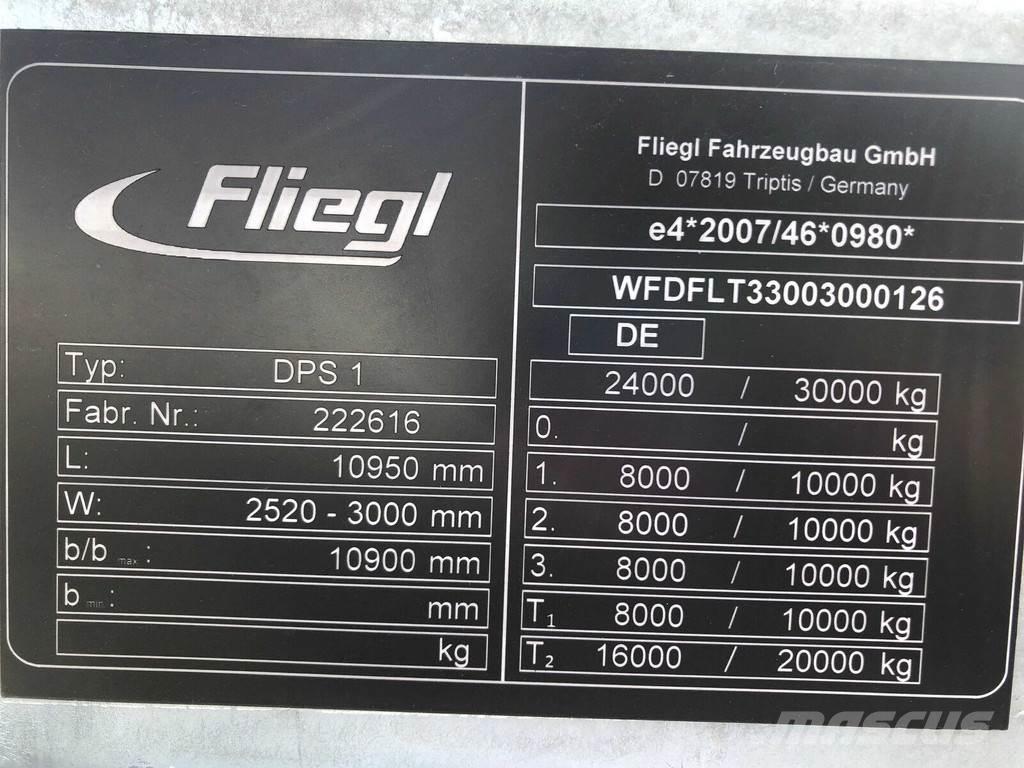 Fliegl
Typ: DPS 1
Fabr. Nr.: 222616
L: 10950 mm
W: 2520 - 3000 mm
b/b max : 10900 mm
b min : mm
kg
Fliegl Fahrzeugbau GmbH
D 07819 Triptis / Germany
e4*2007/46*0980*
WFDFLT33003000126
DE
24000 / 30000 kg
0. / kg
1. 8000 / 10000 kg
2. 8000 / 10000 kg
3. 8000 / 10000 kg
T1 8000 / 10000 kg
T2 16000 / 20000 kg
MASCUS